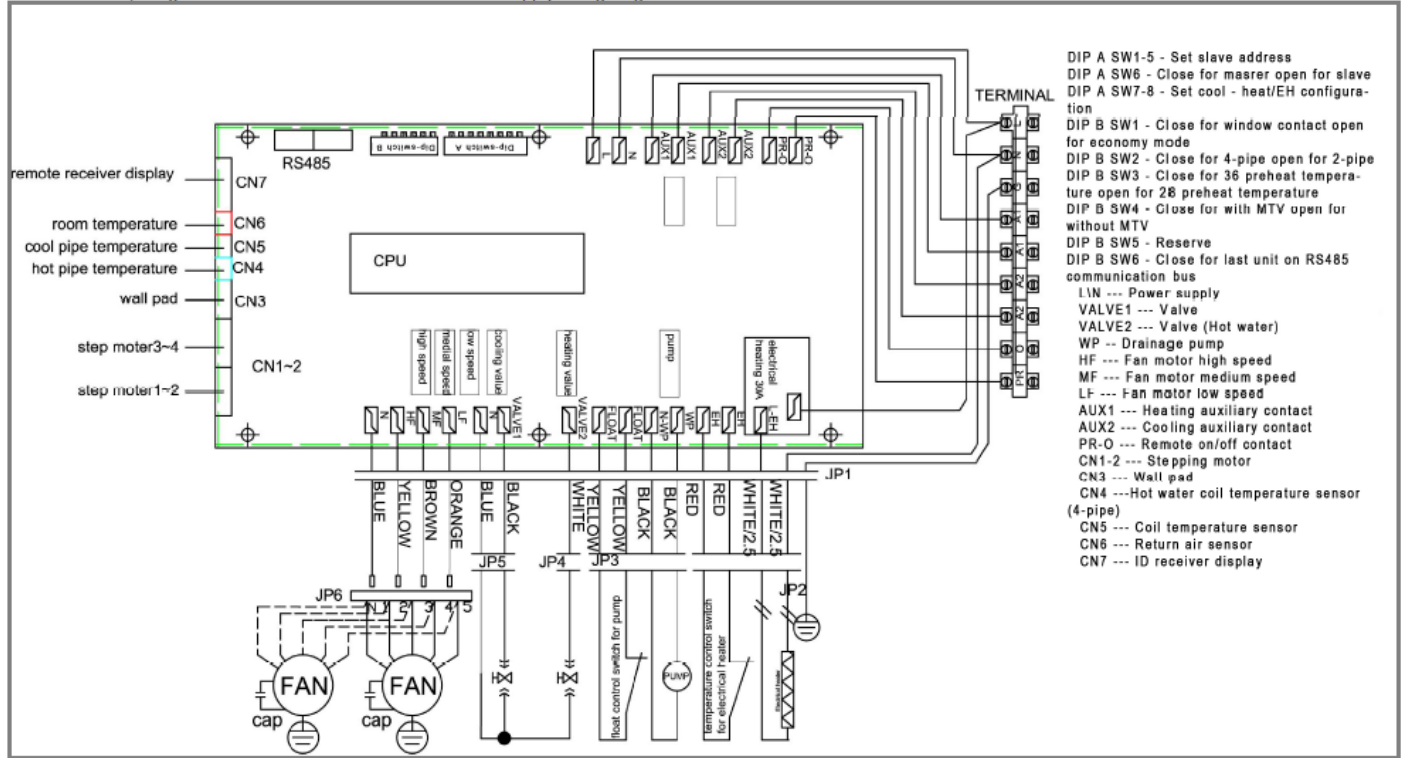 RS485
Dip-switch B
Dip-switch A
L
N
AUX1
AUX1
AUX2
AUX2
PR-O
PR-O
TERMINAL
L
N
G
A1
A1
A2
A2
O
PR
remote receiver display
CN7
room temperature
CN6
cool pipe temperature
CN5
hot pipe temperature
CN4
wall pad
CN3
step moter3~4
CN1~2
step moter1~2
CPU
high speed
medial speed
low speed
cooling value
heating value
pump
electrical
heating 30A
N
HF
MF
LF
N
VALVE1
VALVE2
FLOAT
FLOAT
N-WP
WP
EH
EH
L-EH
JP1
BLUE
YELLOW
BROWN
ORANGE
BLUE
BLACK
WHITE
YELLOW
YELLOW
BLACK
BLACK
RED
RED
WHITE/2.5
WHITE/2.5
JP5
JP4
JP3
JP2
JP6
N 1 2 3 4 5
FAN
FAN
cap
cap
float control switch for pump
PUMP
temperature control switch
for electrical heater
Electrical heater
DIP A SW1-5 - Set slave address
DIP A SW6 - Close for masrer open for slave
DIP A SW7-8 - Set cool - heat/EH configura-
tion
DIP B SW1 - Close for window contact open
for economy mode
DIP B SW2 - Close for 4-pipe open for 2-pipe
DIP B SW3 - Close for 36 preheat tempera-
ture open for 28 preheat temperature
DIP B SW4 - Close for with MTV open for
without MTV
DIP B SW5 - Reserve
DIP B SW6 - Close for last unit on RS485
communication bus
L\N --- Power supply
VALVE1 --- Valve
VALVE2 --- Valve (Hot water)
WP -- Drainage pump
HF --- Fan motor high speed
MF --- Fan motor medium speed
LF --- Fan motor low speed
AUX1 --- Heating auxiliary contact
AUX2 --- Cooling auxiliary contact
PR-O --- Remote on/off contact
CN1-2 --- Stepping motor
CN3 --- Wall pad
CN4 ---Hot water coil temperature sensor
(4-pipe)
CN5 --- Coil temperature sensor
CN6 --- Return air sensor
CN7 --- ID receiver display